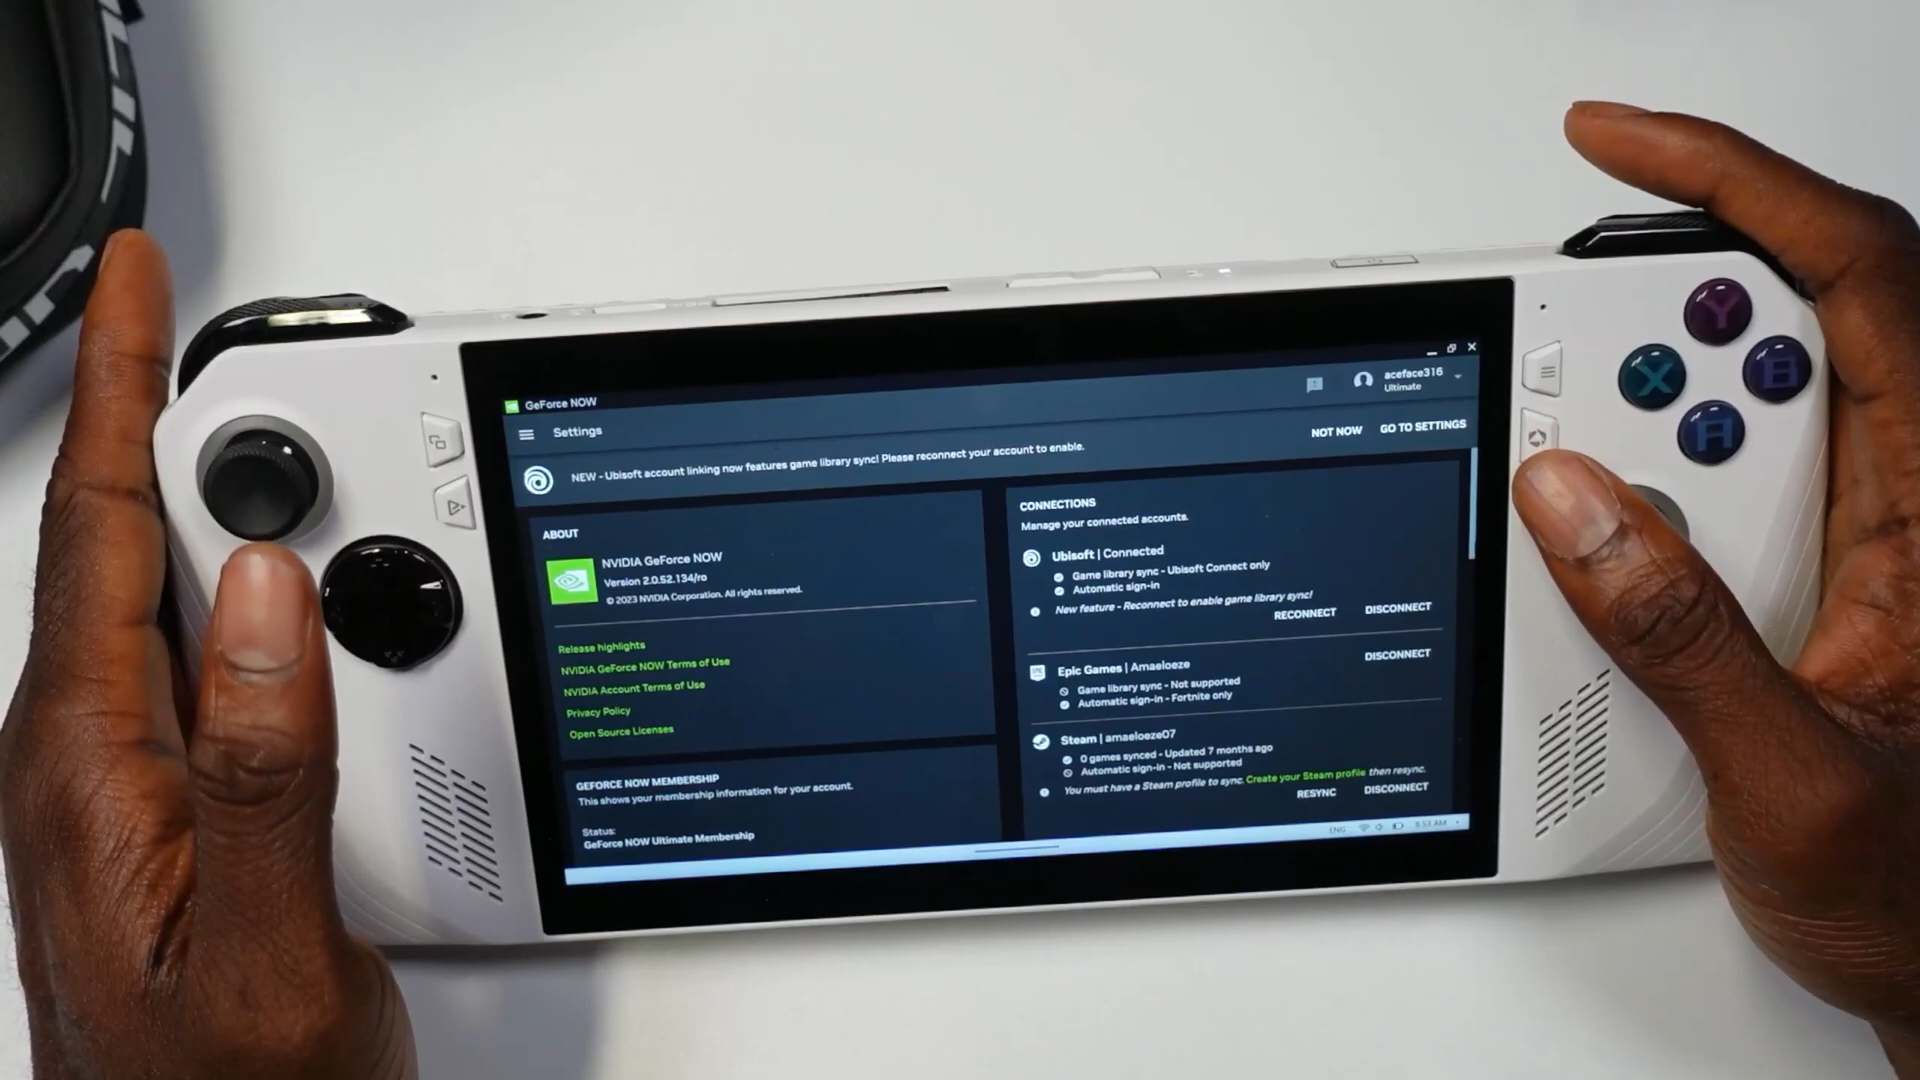 GeForce NOW
aceface316
Ultimate
Settings
NOT NOW
GO TO SETTINGS
NEW - Ubisoft account linking now features game library sync! Please reconnect your account to enable.
ABOUT
NVIDIA GeForce NOW
Version 2.0.52.134/ro
© 2023 NVIDIA Corporation. All rights reserved.
Release highlights
NVIDIA GeForce NOW Terms of Use
NVIDIA Account Terms of Use
Privacy Policy
Open Source Licenses
GEFORCE NOW MEMBERSHIP
This shows your membership information for your account.
Status:
GeForce NOW Ultimate Membership
CONNECTIONS
Manage your connected accounts.
Ubisoft | Connected
Game library sync - Ubisoft Connect only
Automatic sign-in
New feature - Reconnect to enable game library sync!
RECONNECT
DISCONNECT
Epic Games | Amaeloeze
DISCONNECT
Game library sync - Not supported
Automatic sign-in - Fortnite only
Steam | amaeloeze07
0 games synced - Updated 7 months ago
Automatic sign-in - Not supported
You must have a Steam profile to sync. Create your Steam profile then resync.
RESYNC
DISCONNECT
ENG
8:53 AM
Y
X
B
A